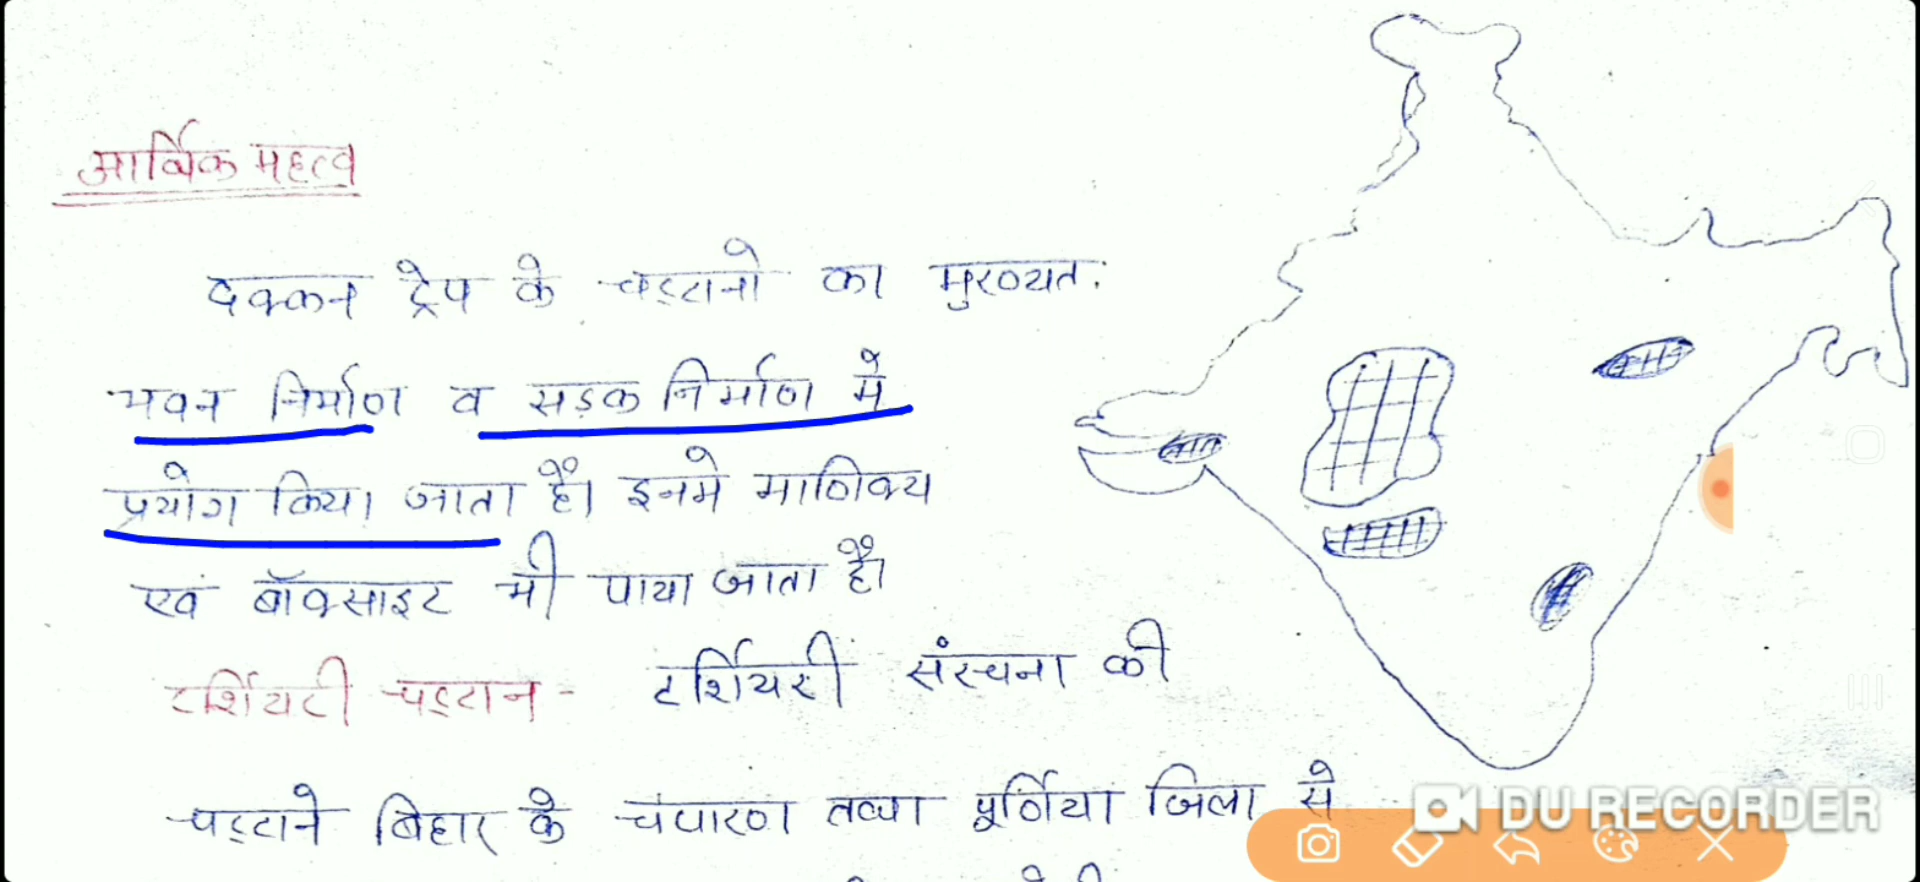 आर्थिक महत्व
दक्कन ट्रेप के चट्टानो का मुख्यत:
भवन निर्माण व सड़क निर्माण मे
प्रयोग किया जाता है। इनमे माणिक्य
एवं बॉक्साइट भी पाया जाता है।
टर्शियरी चट्टान - टर्शियरी संरचना की
चट्टाने बिहार के चंपारण तथा पूर्णिया जिला से
DU RECORDER